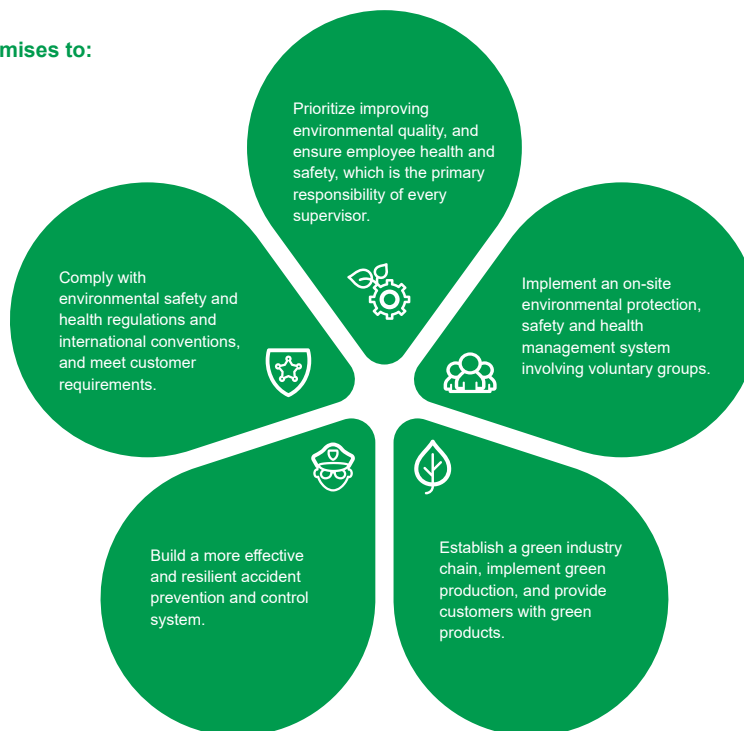 mises to:
Prioritize improving
environmental quality, and
ensure employee health and
safety, which is the primary
responsibility of every
supervisor.
Comply with
environmental safety and
health regulations and
international conventions,
and meet customer
requirements.
Implement an on-site
environmental protection,
safety and health
management system
involving voluntary groups.
Build a more effective
and resilient accident
prevention and control
system.
Establish a green industry
chain, implement green
production, and provide
customers with green
products.